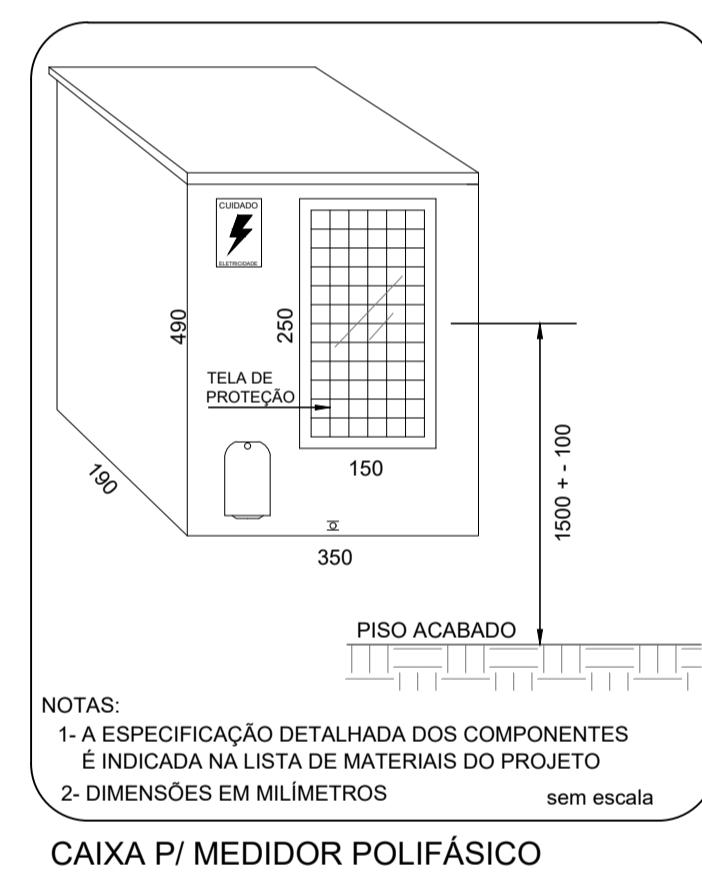 CUIDADO
ELETRICIDADE
490
250
TELA DE
PROTEÇÃO
190
150
350
1500 + - 100
PISO ACABADO
NOTAS:
1- A ESPECIFICAÇÃO DETALHADA DOS COMPONENTES
É INDICADA NA LISTA DE MATERIAIS DO PROJETO
2- DIMENSÕES EM MILÍMETROS
sem escala
CAIXA P/ MEDIDOR POLIFÁSICO